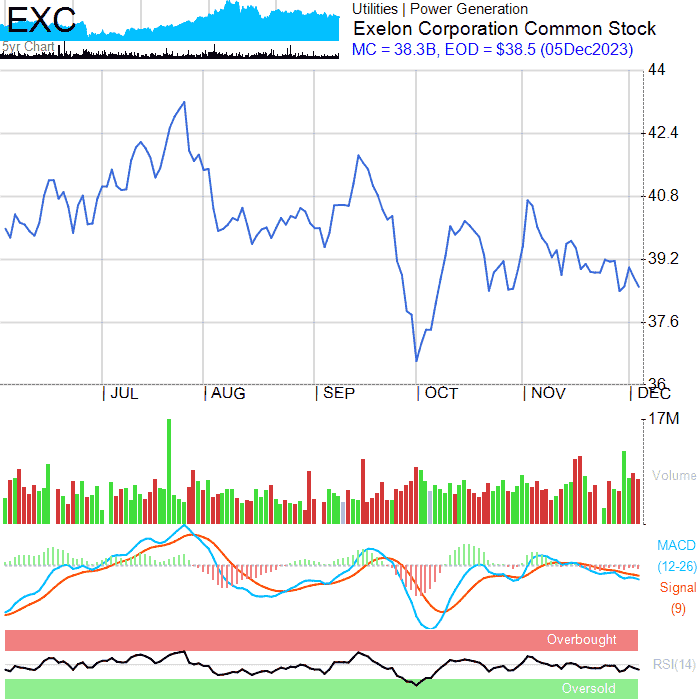 EXC
5yr Chart
Utilities | Power Generation
Exelon Corporation Common Stock
MC = 38.3B, EOD = $38.5 (05Dec2023)
44
42.4
40.8
39.2
37.6
36
| JUL | AUG | SEP | OCT | NOV | DEC
17M
Volume
MACD
(12-26)
Signal
(9)
Overbought
RSI(14)
Oversold